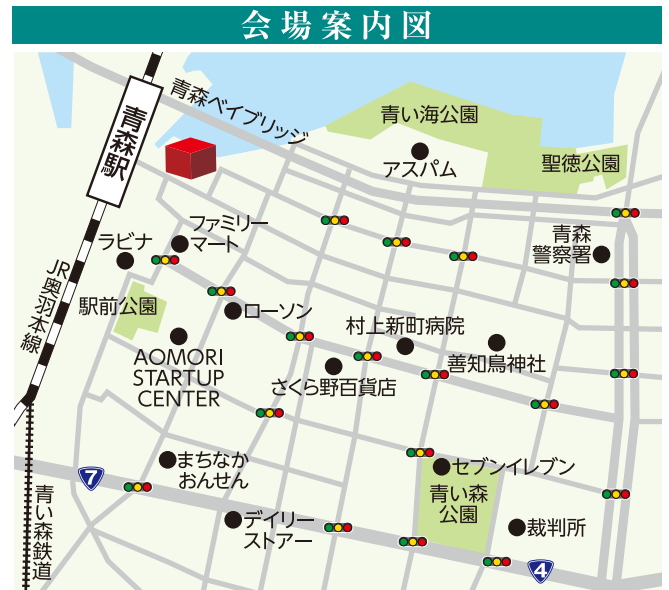 会場案内図
青森ベイブリッジ
青森駅
青い海公園
アスパム
聖徳公園
ファミリー
マート
ラビナ
青森
警察署
JR奥羽本線
駅前公園
ローソン
村上新町病院
善知鳥神社
AOMORI
STARTUP
CENTER
さくら野百貨店
まちなか
おんせん
7
セブンイレブン
青い森
公園
青い森鉄道
デイリー
ストアー
裁判所
4